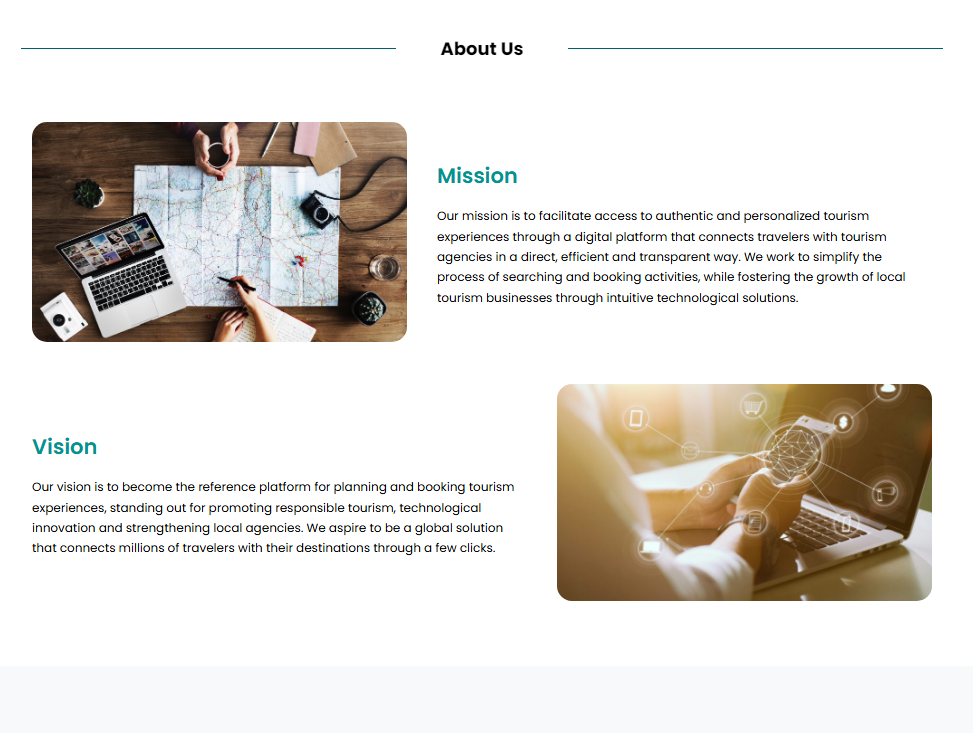 About Us
Mission
Our mission is to facilitate access to authentic and personalized tourism
experiences through a digital platform that connects travelers with tourism
agencies in a direct, efficient and transparent way. We work to simplify the
process of searching and booking activities, while fostering the growth of local
tourism businesses through intuitive technological solutions.
Vision
Our vision is to become the reference platform for planning and booking tourism
experiences, standing out for promoting responsible tourism, technological
innovation and strengthening local agencies. We aspire to be a global solution
that connects millions of travelers with their destinations through a few clicks.